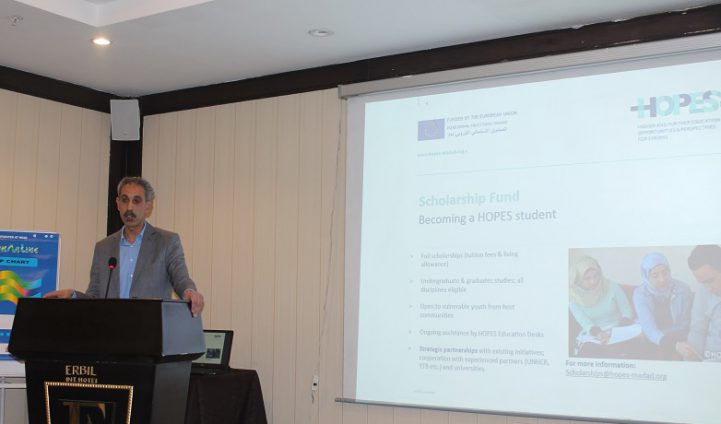 FUNDED BY THE EUROPEAN UNION
HOPES
FOR SYRIANS
Scholarship Fund
Becoming a HOPES student
Full scholarships (tuition fees & living
allowance)
Undergraduate & graduate studies; all
disciplines eligible
Open to vulnerable youth from host
communities
Ongoing assistance by HOPES Education Desks
Strategic partnerships with existing initiatives;
cooperation with experienced partners (UNHCR,
YTB etc.) and universities.
For more information:
Scholarships@hopes-madad.org
CHART
ERBIL
INT. HOTEL
E